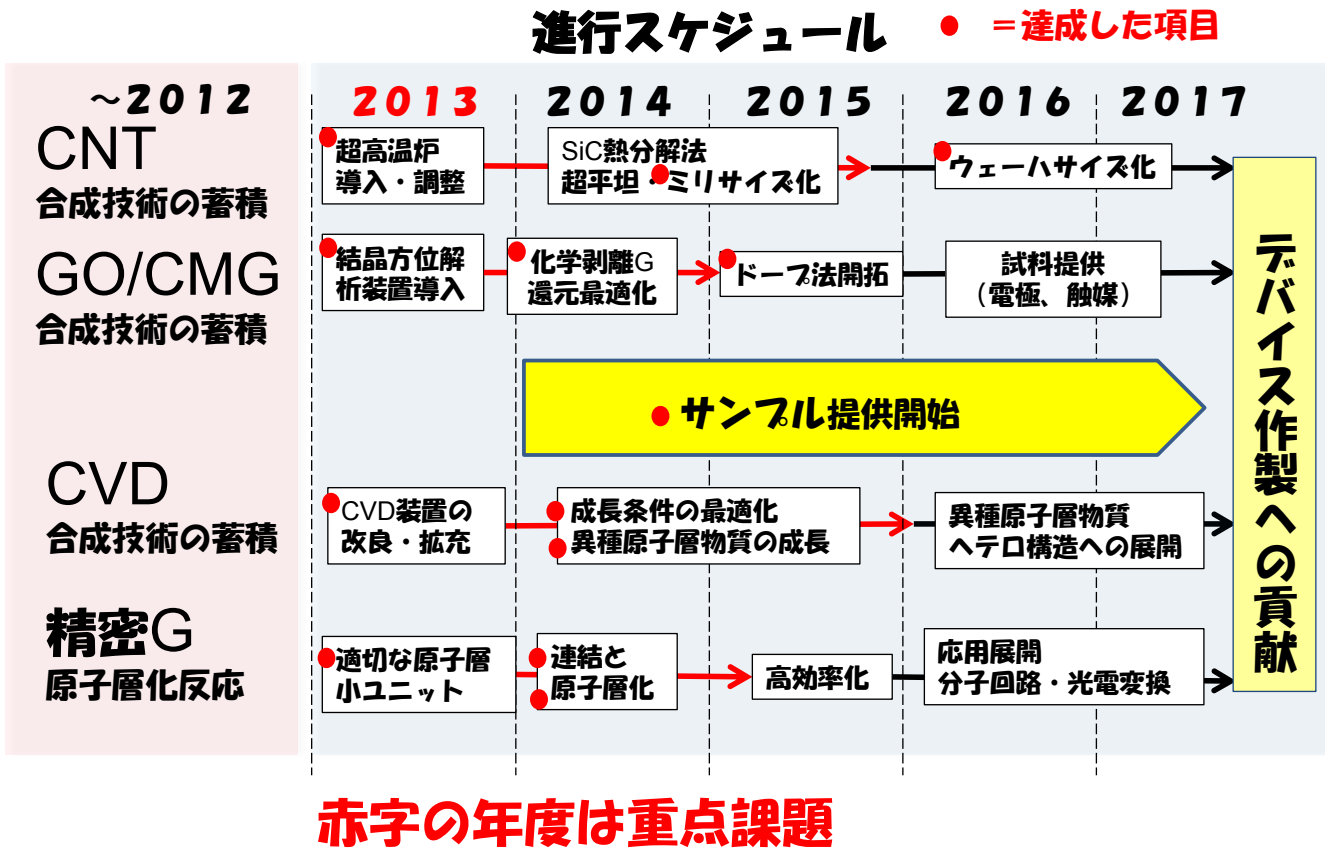 進行スケジュール
● =達成した項目
~2012
2013
2014
2015
2016
2017
CNT
合成技術の蓄積
超高温炉
導入・調整
SiC熱分解法
超平坦・ミリサイズ化
ウェーハサイズ化
GO/CMG
合成技術の蓄積
結晶方位解
析装置導入
化学剥離G
還元最適化
ドープ法開拓
試料提供
(電極、触媒)
サンプル提供開始
CVD
合成技術の蓄積
CVD装置の
改良・拡充
成長条件の最適化
異種原子層物質の成長
異種原子層物質
ヘテロ構造への展開
精密G
原子層化反応
適切な原子層
小ユニット
連結と
原子層化
高効率化
応用展開
分子回路・光電変換
デバイス作製への貢献
赤字の年度は重点課題